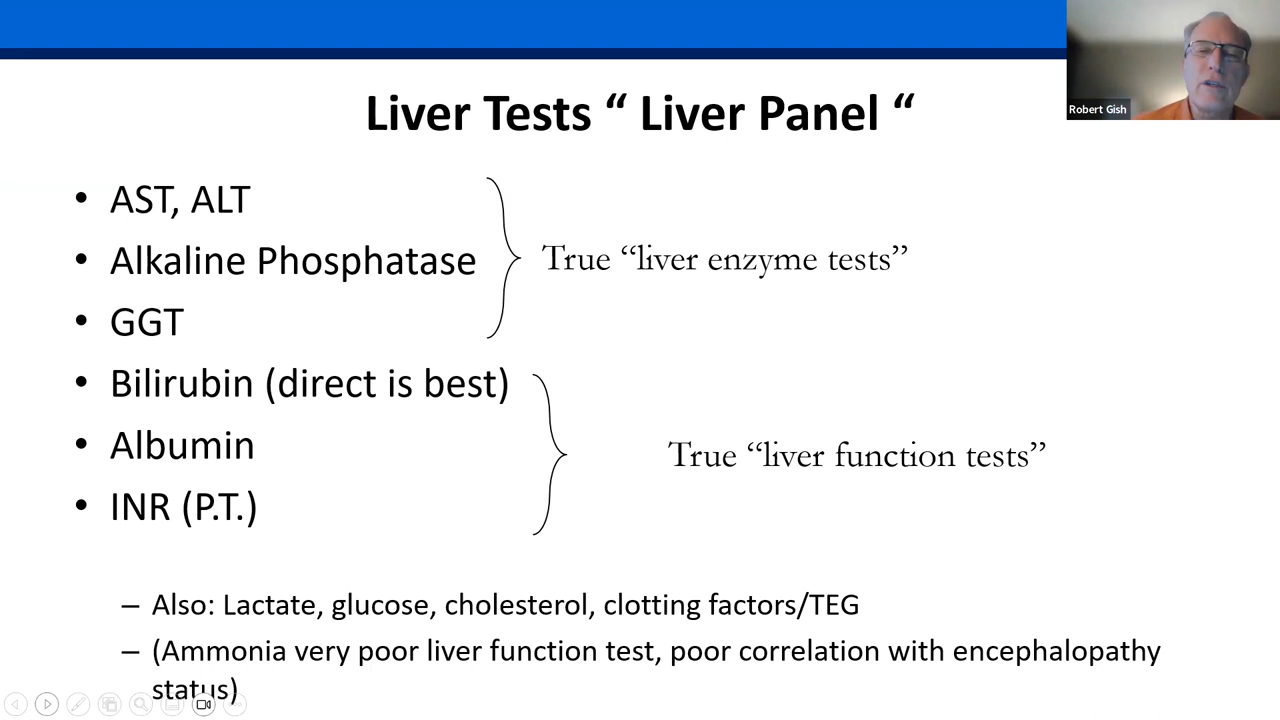 Robert Gish
Liver Tests “ Liver Panel “
• AST, ALT
• Alkaline Phosphatase
• GGT
True “liver enzyme tests”
• Bilirubin (direct is best)
• Albumin
• INR (P.T.)
True “liver function tests”
– Also: Lactate, glucose, cholesterol, clotting factors/TEG
– (Ammonia very poor liver function test, poor correlation with encephalopathy
status)